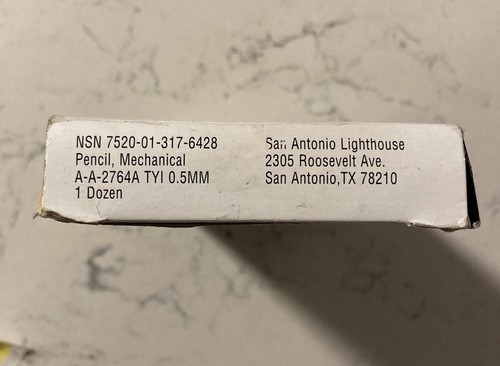 NSN 7520-01-317-6428
Pencil, Mechanical
A-A-2764A TYI 0.5MM
1 Dozen
San Antonio Lighthouse
2305 Roosevelt Ave.
San Antonio,TX 78210